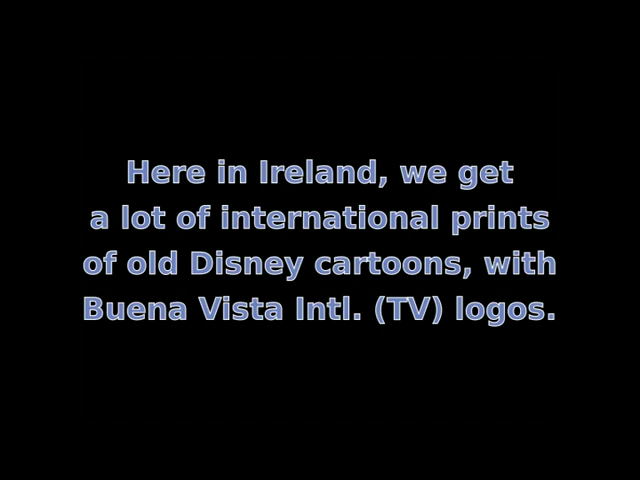 Here in Ireland, we get
a lot of international prints
of old Disney cartoons, with
Buena Vista Intl. (TV) logos.